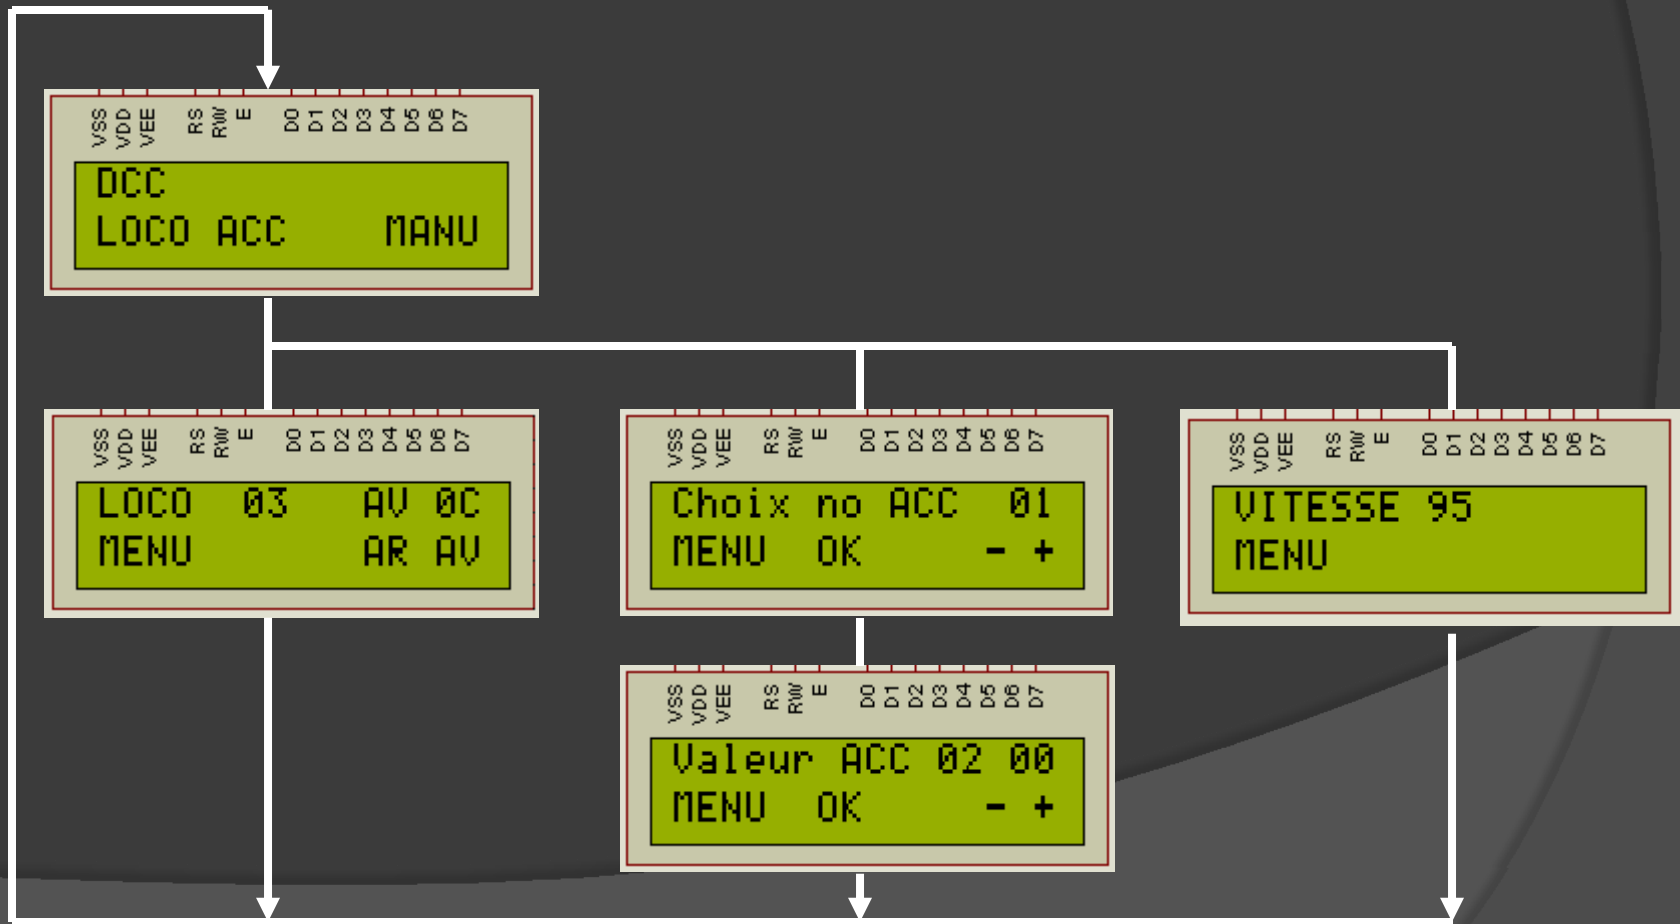 VSS VDD VEE RS RW E D0 D1 D2 D3 D4 D5 D6 D7
DCC
LOCO ACC MANU
VSS VDD VEE RS RW E D0 D1 D2 D3 D4 D5 D6 D7
LOCO 03 AV 0C
MENU AR AV
VSS VDD VEE RS RW E D0 D1 D2 D3 D4 D5 D6 D7
Choix no ACC 01
MENU OK - +
VSS VDD VEE RS RW E D0 D1 D2 D3 D4 D5 D6 D7
VITESSE 95
MENU
VSS VDD VEE RS RW E D0 D1 D2 D3 D4 D5 D6 D7
Valeur ACC 02 00
MENU OK - +